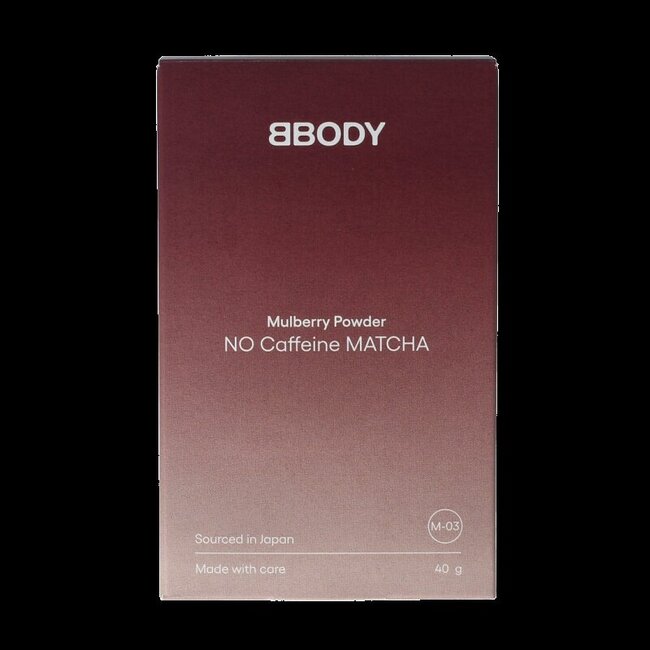 BBODY
Mulberry Powder
NO Caffeine MATCHA
M-03
Sourced in Japan
Made with care
40 g